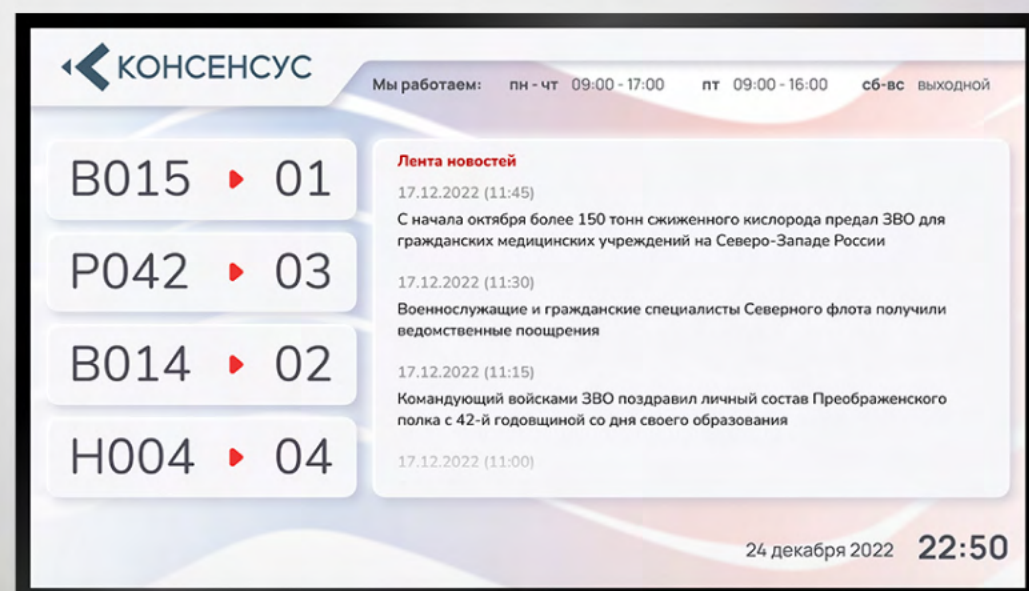 КОНСЕНСУС
Мы работаем: пн - чт 09:00 - 17:00 пт 09:00 - 16:00 сб-вс выходной
В015 01
Р042 03
В014 02
Н004 04
Лента новостей
17.12.2022 (11:45)
С начала октября более 150 тонн сжиженного кислорода предал ЗВО для
гражданских медицинских учреждений на Северо-Западе России
17.12.2022 (11:30)
Военнослужащие и гражданские специалисты Северного флота получили
ведомственные поощрения
17.12.2022 (11:15)
Командующий войсками ЗВО поздравил личный состав Преображенского
полка с 42-й годовщиной со дня своего образования
17.12.2022 (11:00)
24 декабря 2022 22:50